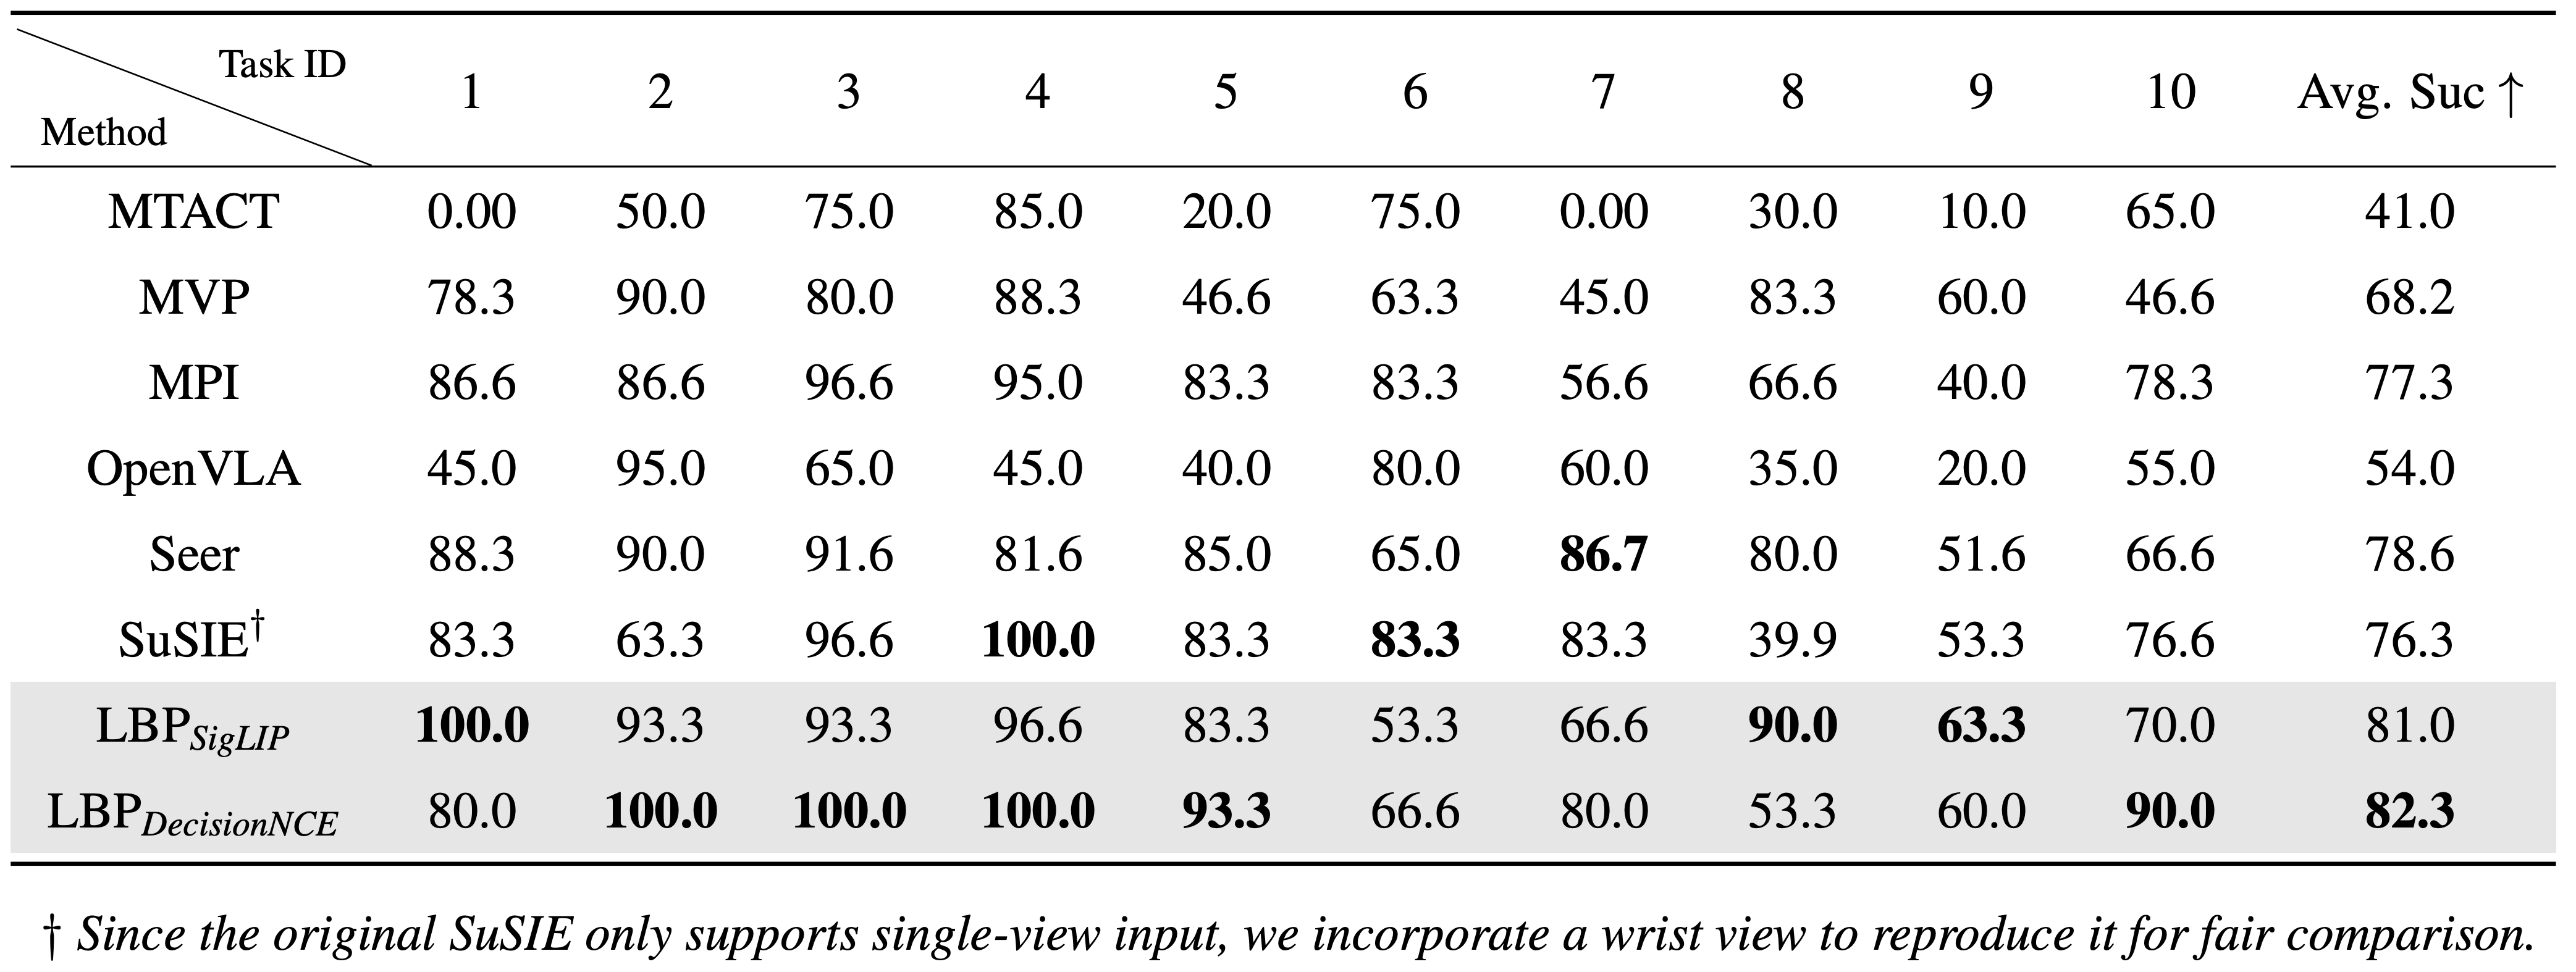 Task ID
Method
1 2 3 4 5 6 7 8 9 10 Avg. Suc ↑
MTACT 0.00 50.0 75.0 85.0 20.0 75.0 0.00 30.0 10.0 65.0 41.0
MVP 78.3 90.0 80.0 88.3 46.6 63.3 45.0 83.3 60.0 46.6 68.2
MPI 86.6 86.6 96.6 95.0 83.3 83.3 56.6 66.6 40.0 78.3 77.3
OpenVLA 45.0 95.0 65.0 45.0 40.0 80.0 60.0 35.0 20.0 55.0 54.0
Seer 88.3 90.0 91.6 81.6 85.0 65.0 86.7 80.0 51.6 66.6 78.6
SuSIE† 83.3 63.3 96.6 100.0 83.3 83.3 83.3 39.9 53.3 76.6 76.3
LBP SigLIP 100.0 93.3 93.3 96.6 83.3 53.3 66.6 90.0 63.3 70.0 81.0
LBP DecisionNCE 80.0 100.0 100.0 100.0 93.3 66.6 80.0 53.3 60.0 90.0 82.3
† Since the original SuSIE only supports single-view input, we incorporate a wrist view to reproduce it for fair comparison.